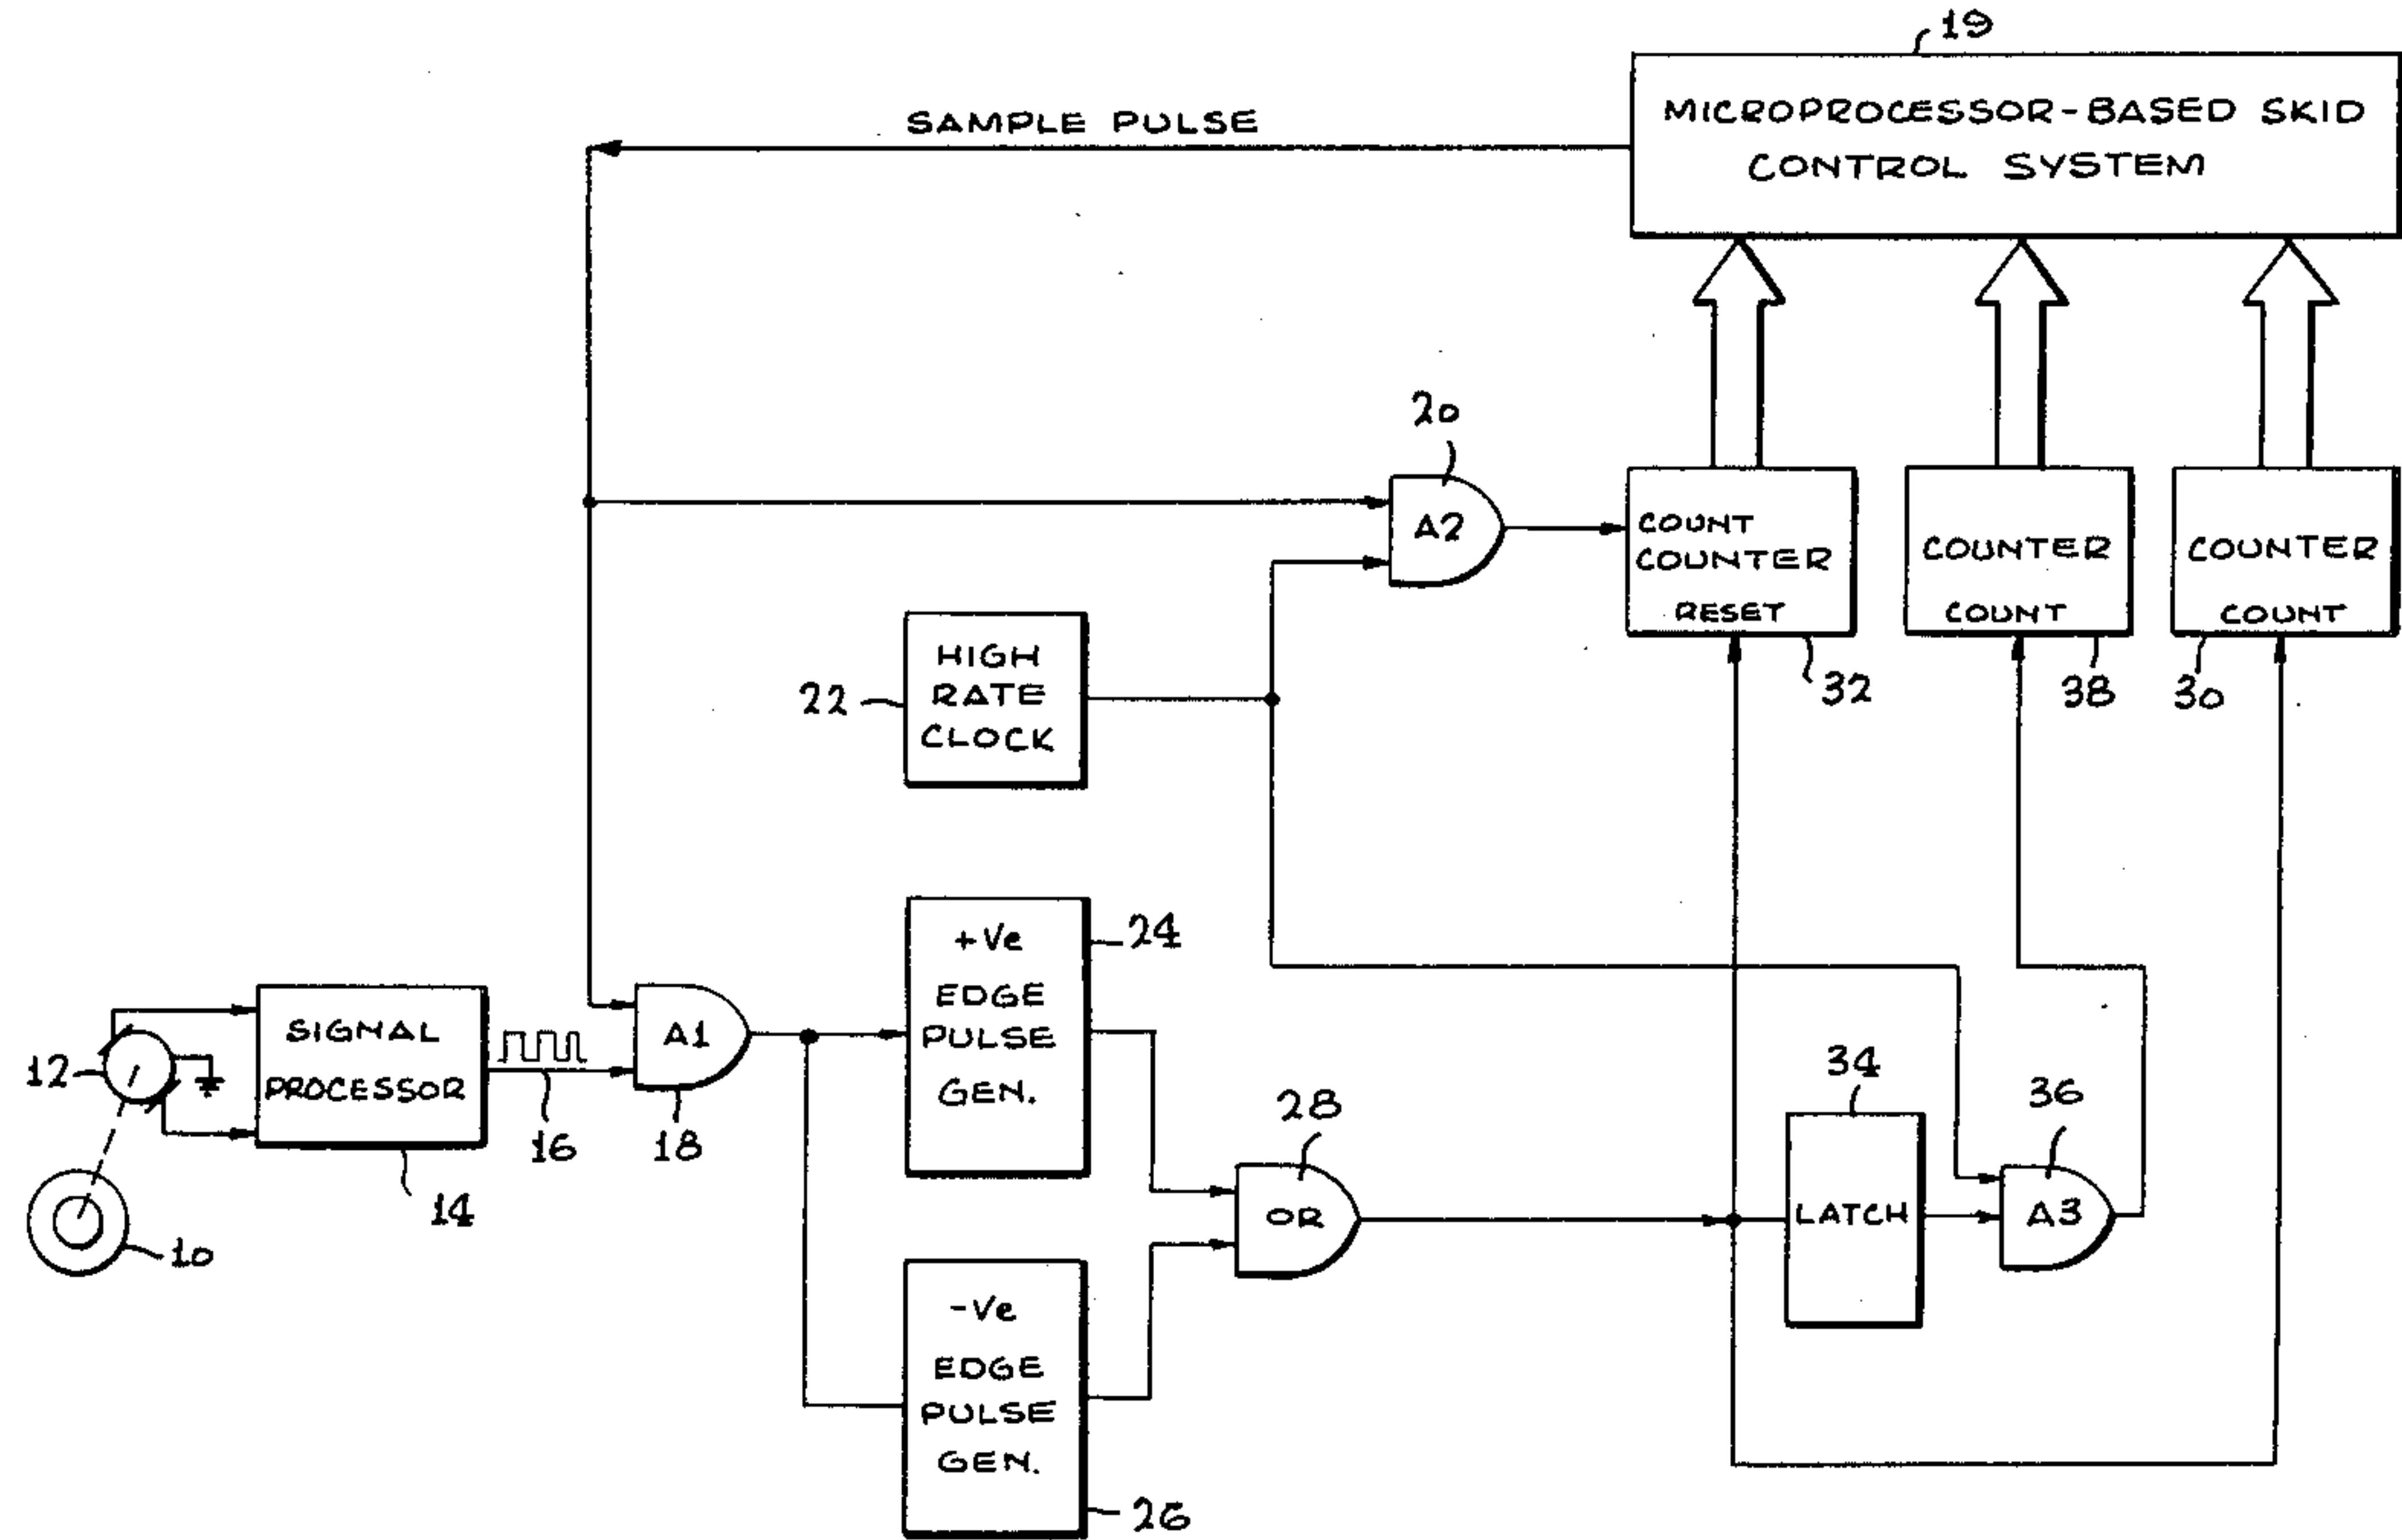 19
MICROPROCESSOR-BASED SKID
CONTROL SYSTEM
SAMPLE PULSE
20
A2
COUNT
COUNTER
RESET
32
COUNTER
COUNT
38
COUNTER
COUNT
30
HIGH
RATE
CLOCK
22
+Ve
EDGE
PULSE
GEN.
24
SIGNAL
PROCESSOR
14
12
10
16
A1
18
-Ve
EDGE
PULSE
GEN.
26
28
OR
34
LATCH
36
A3